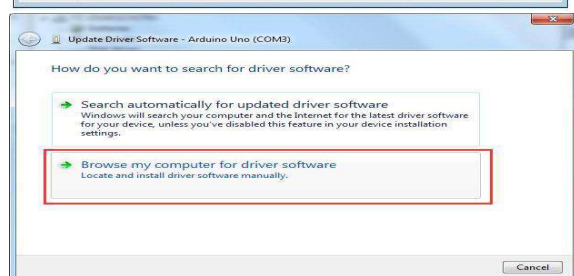 Update Driver Software - Arduino Uno (COM3)
How do you want to search for driver software?
Search automatically for updated driver software
Windows will search your computer and the Internet for the latest driver software
for your device, unless you've disabled this feature in your device installation
settings.
Browse my computer for driver software
Locate and install driver software manually.
Cancel